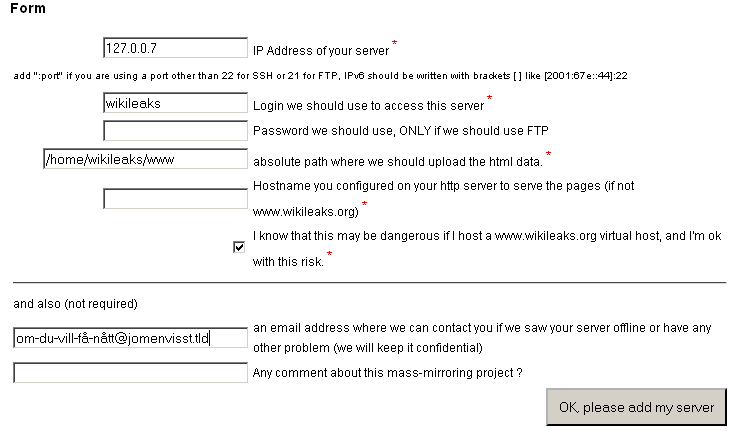 Form
127.0.0.7 IP Address of your server *
add ":port" if you are using a port other than 22 for SSH or 21 for FTP, IPv6 should be written with brackets [ ] like [2001:67e::44]:22
wikileaks Login we should use to access this server *
Password we should use, ONLY if we should use FTP
/home/wikileaks/www absolute path where we should upload the html data. *
Hostname you configured on your http server to serve the pages (if not
www.wikileaks.org) *
I know that this may be dangerous if I host a www.wikileaks.org virtual host, and I'm ok
with this risk. *
and also (not required)
om-du-vill-få-nått@jomenvisst.tld an email address where we can contact you if we saw your server offline or have any
other problem (we will keep it confidential)
Any comment about this mass-mirroring project ?
OK, please add my server